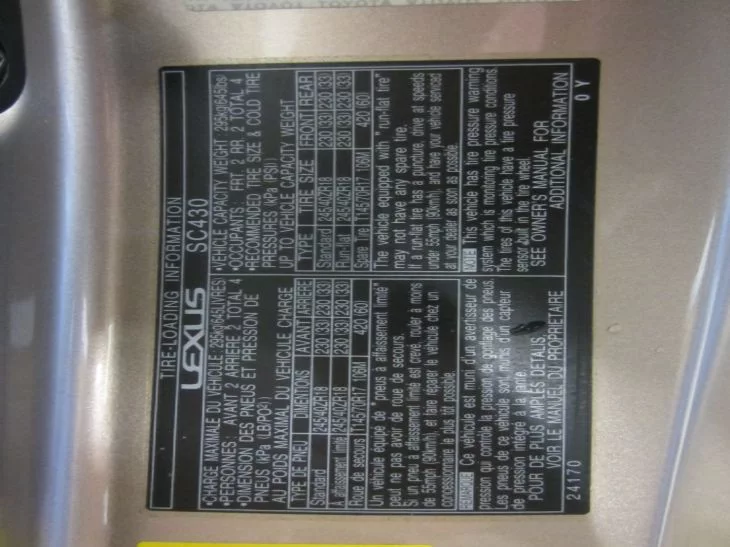 TIRE-LOADING INFORMATION
LEXUS SC430
•CHARGE MAXIMALE DU VÉHICULE 295kg(645LIVRES)
•PERSONNES: AVANT 2 ARRIÈRE 2 TOTAL 4
•DIMENSION DES PNEUS ET PRESSION DE
PNEUS kPa (LBPO²)
AU POIDS MAXIMAL DU VÉHICULE CHARGE
TYPE DE PNEU DIMENTIONS AVANT ARRIÈRE
Standard 245/40ZR18 230(33) 230(33)
À affaissement limité 245/40ZR18 230(33) 230(33)
Roue de secours T145/70R17 106M 420(60)
Un véhicule équipé de "pneus à affaissement limité"
peut ne pas avoir de roue de secours.
Si un pneu à affaissement limité est crevé, rouler à moins
de 55mph (90km/h), et faire réparer le véhicule chez un
concessionnaire le plus tôt possible.
REMARQUE Ce véhicule est muni d'un avertisseur de
pression qui contrôle la pression de gonflage des pneus.
Les pneus de ce véhicule sont munis d'un capteur
de pression intégré à la jante.
POUR DE PLUS AMPLES DETAILS,
VOIR LE MANUEL DU PROPRIETAIRE
24170
•VEHICLE CAPACITY WEIGHT 295kg(645lbs)
•OCCUPANTS: FRT 2 RR 2 TOTAL 4
•RECOMMENDED TIRE SIZE & COLD TIRE
PRESSURES kPa (PSI)
UP TO VEHICLE CAPACITY WEIGHT
TYPE TIRE SIZE FRONT REAR
Standard 245/40ZR18 230(33) 230(33)
Run-flat 245/40ZR18 230(33) 230(33)
Spare Tire T145/70R17 106M 420(60)
The vehicle equipped with "run-flat tire"
may not have any spare tire.
If a run-flat tire has a puncture, drive at speeds
under 55mph (90km/h) and have your vehicle serviced
at your dealer as soon as possible.
NOTE This vehicle has tire pressure warning
system which is monitoring tire pressure conditions.
The tires of this vehicle have a tire pressure
sensor built in the tire wheel.
SEE OWNER'S MANUAL FOR
ADDITIONAL INFORMATION
0 Y